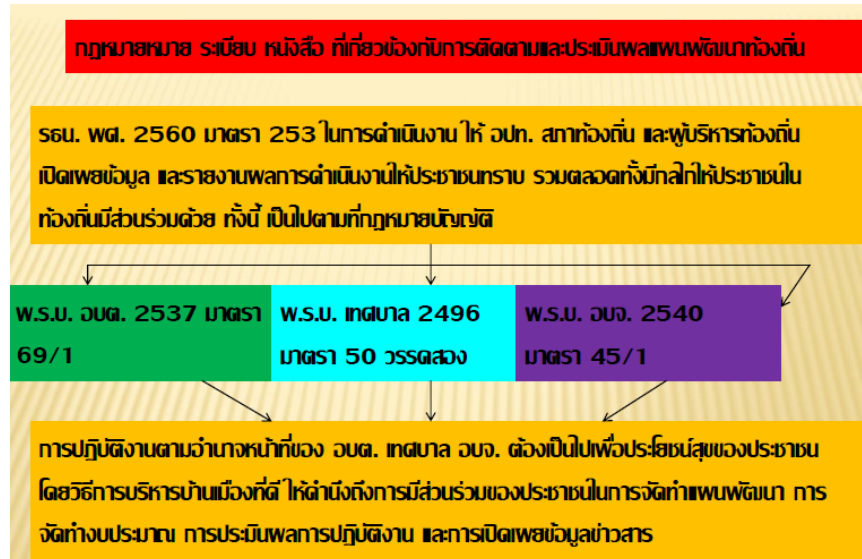 กฎหมายหมาย ระเบียบ หนังสือ ที่เกี่ยวข้องกับการติดตามและประเมินผลแผนพัฒนาท้องถิ่น
รธน. พศ. 2560 มาตรา 253 ในการดำเนินงาน ให้ อปท. สภาท้องถิ่น และผู้บริหารท้องถิ่น
เปิดเผยข้อมูล และรายงานผลการดำเนินงานให้ประชาชนทราบ รวมตลอดทั้งมีกลไกให้ประชาชนใน
ท้องถิ่นมีส่วนร่วมด้วย ทั้งนี้ เป็นไปตามที่กฎหมายบัญญัติ
พ.ร.บ. อบต. 2537 มาตรา
69/1
พ.ร.บ. เทศบาล 2496
มาตรา 50 วรรคสอง
พ.ร.บ. อบจ. 2540
มาตรา 45/1
การปฏิบัติงานตามอำนาจหน้าที่ของ อบต. เทศบาล อบจ. ต้องเป็นไปเพื่อประโยชน์สุขของประชาชน
โดยวิธีการบริหารบ้านเมืองที่ดี ให้คำนึงถึงการมีส่วนร่วมของประชาชนในการจัดทำแผนพัฒนา การ
จัดทำงบประมาณ การประเมินผลการปฏิบัติงาน และการเปิดเผยข้อมูลข่าวสาร